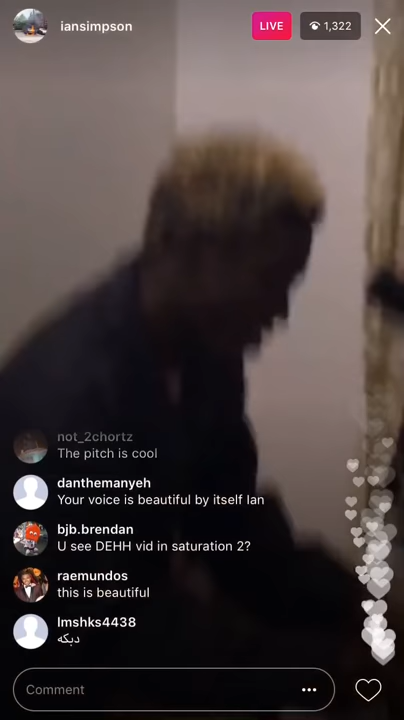 iansimpson
LIVE
1,322
not_2chortz
The pitch is cool
danthemanyeh
Your voice is beautiful by itself Ian
bjb.brendan
U see DEHH vid in saturation 2?
raemundos
this is beautiful
lmshks4438
دبكه
Comment